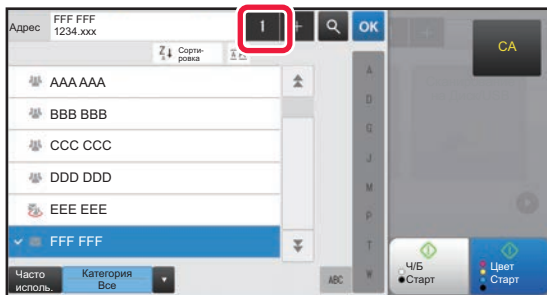 Адрес
FFF FFF
1234.xxx
1
+
OK
CA
Z↓ Сорти-
ровка
AAA AAA
BBB BBB
CCC CCC
DDD DDD
EEE EEE
FFF FFF
A
D
G
J
M
P
T
W
Часто
исполь.
Категория
Все
ABC
Ч/Б
Старт
Цвет
Старт